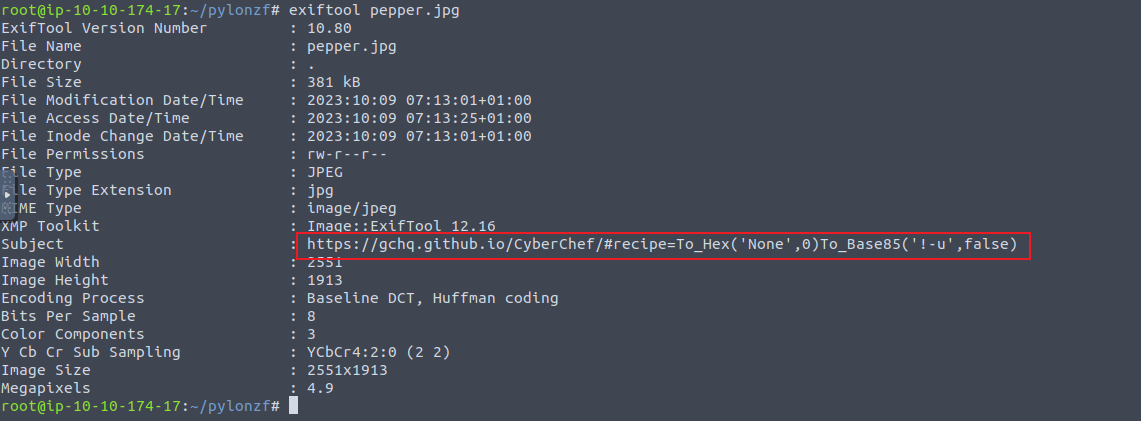 root@ip-10-10-174-17:~/pylonzf# exiftool pepper.jpg
ExifTool Version Number         : 10.80
File Name                       : pepper.jpg
Directory                       : .
File Size                       : 381 kB
File Modification Date/Time     : 2023:10:09 07:13:01+01:00
File Access Date/Time           : 2023:10:09 07:13:25+01:00
File Inode Change Date/Time     : 2023:10:09 07:13:01+01:00
File Permissions                : rw-r--r--
File Type                       : JPEG
File Type Extension             : jpg
MIME Type                       : image/jpeg
XMP Toolkit                     : Image::ExifTool 12.16
Subject                         : https://gchq.github.io/CyberChef/#recipe=To_Hex('None',0)To_Base85('!-u',false)
Image Width                     : 2551
Image Height                    : 1913
Encoding Process                : Baseline DCT, Huffman coding
Bits Per Sample                 : 8
Color Components                : 3
Y Cb Cr Sub Sampling            : YCbCr4:2:0 (2 2)
Image Size                      : 2551x1913
Megapixels                      : 4.9
root@ip-10-10-174-17:~/pylonzf#